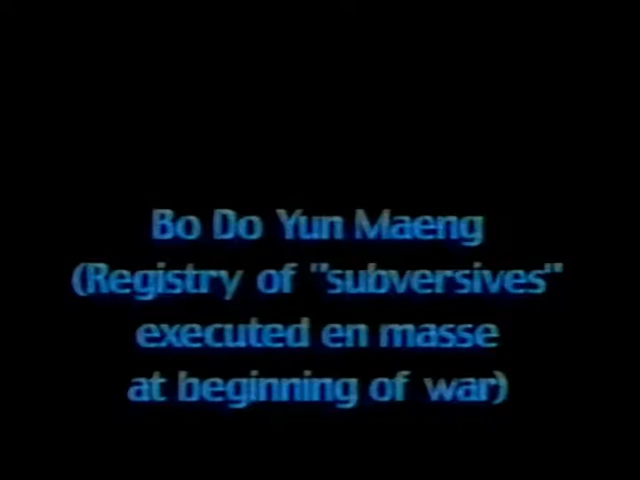 Bo Do Yun Maeng
(Registry of "subversives"
executed en masse
at beginning of war)